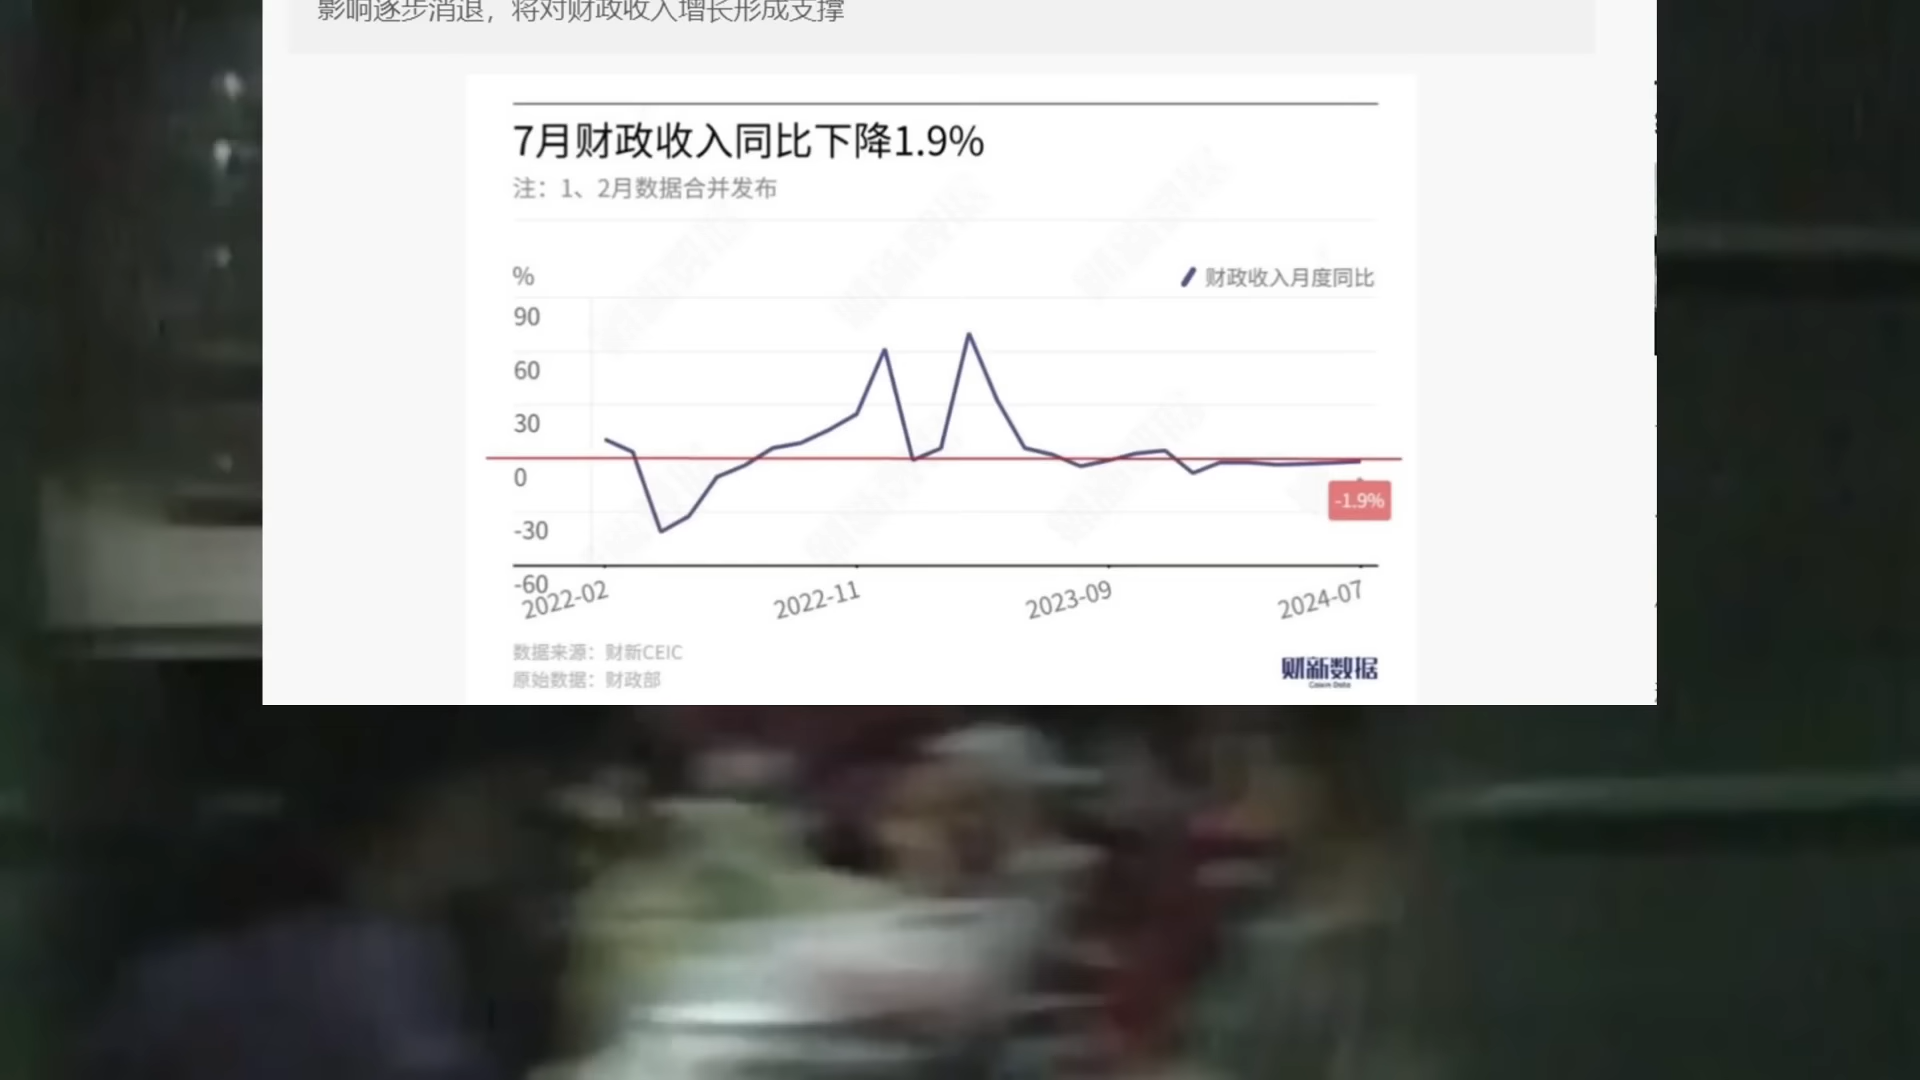 影响逐步消退，将对财政收入增长形成支撑
7月财政收入同比下降1.9%
注：1、2月数据合并发布
%
财政收入月度同比
90
60
30
0
-30
-60
-1.9%
2022-02
2022-11
2023-09
2024-07
数据来源：财新CEIC
原始数据：财政部
财新数据
Caixin Data